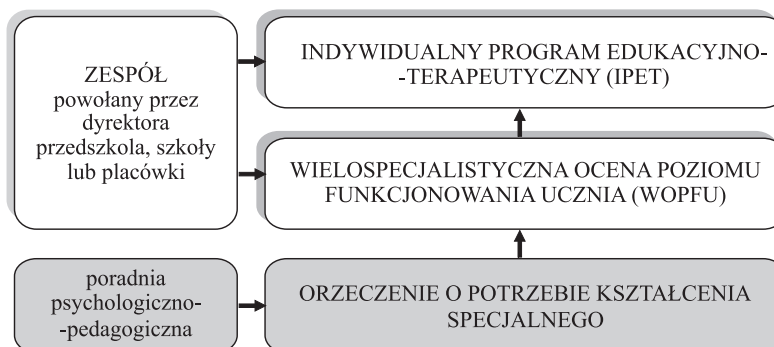 ZESPÓŁ
powołany przez
dyrektora
przedszkola, szkoły
lub placówki
INDYWIDUALNY PROGRAM EDUKACYJNO-
-TERAPEUTYCZNY (IPET)
WIELOSPECJALISTYCZNA OCENA POZIOMU
FUNKCJONOWANIA UCZNIA (WOPFU)
poradnia
psychologiczno-
-pedagogiczna
ORZECZENIE O POTRZEBIE KSZTAŁCENIA
SPECJALNEGO